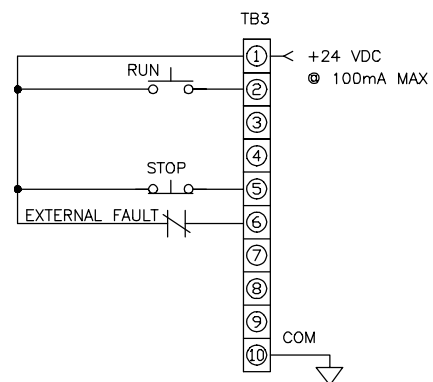 TB3
1 +24 VDC
@ 100mA MAX
RUN
2
3
4
STOP
5
EXTERNAL FAULT
6
7
8
9
COM
10